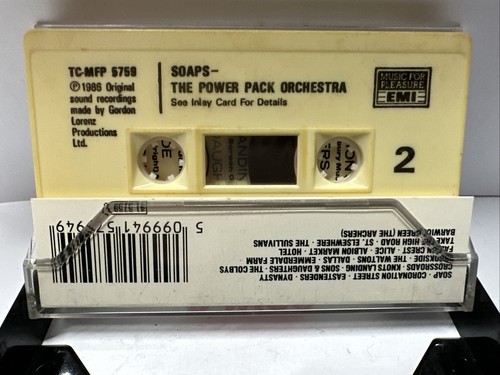 TC-MFP 5759
Ⓟ1986 Original
sound recordings
made by Gordon
Lorenz
Productions
Ltd.
SOAPS–
THE POWER PACK ORCHESTRA
See Inlay Card For Details
MUSIC FOR
PLEASURE
EMI
2
ANDIN
AUGH
SOAP · CORONATION STREET · EASTENDERS · DYNASTY
CROSSROADS · KNOTS LANDING · SONS & DAUGHTERS · THE COLBYS
BROOKSIDE · THE WALTONS · DALLAS · EMMERDALE FARM
FALCON CREST · ALICE · ALBION MARKET · HOTEL
TAKE THE HIGH ROAD · ST. ELSEWHERE · THE SULLIVANS
BARWICK GREEN (THE ARCHERS)
5 099941